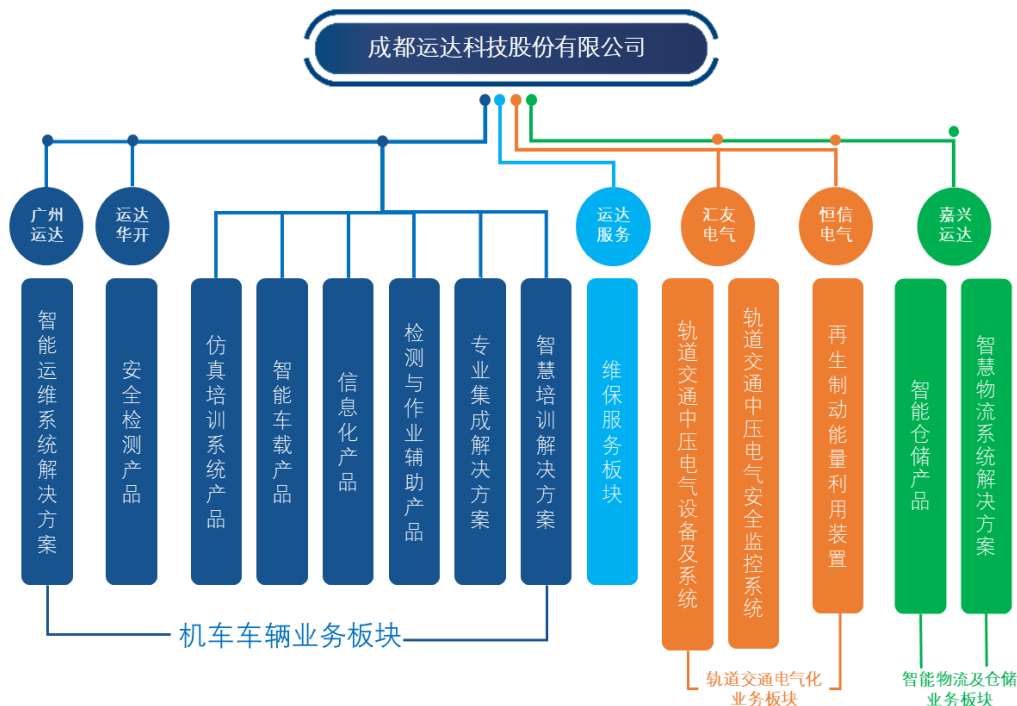 成都运达科技股份有限公司
广州
运达
运达
华开
运达
服务
汇友
电气
恒信
电气
嘉兴
运达
智能运维系统解决方案
安全检测产品
仿真培训系统产品
智能车载产品
信息化产品
检测与作业辅助产品
专业集成解决方案
智慧培训解决方案
维保服务板块
轨道交通中压电气设备及系统
轨道交通中压电气安全监控系统
再生制动能量利用装置
智能仓储产品
智慧物流系统解决方案
机车车辆业务板块
轨道交通电气化
业务板块
智能物流及仓储
业务板块